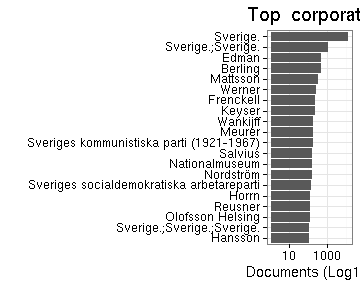 Top corporat
Sverige.
Sverige.;Sverige.
Edman
Berling
Mattsson
Werner
Frenckell
Keyser
Wankijff
Meurer
Sveriges kommunistiska parti (1921-1967)
Salvius
Nationalmuseum
Nordström
Sveriges socialdemokratiska arbetareparti
Horrn
Reusner
Olofsson Helsing
Sverige.;Sverige.;Sverige.
Hansson
10 1000
Documents (Log1